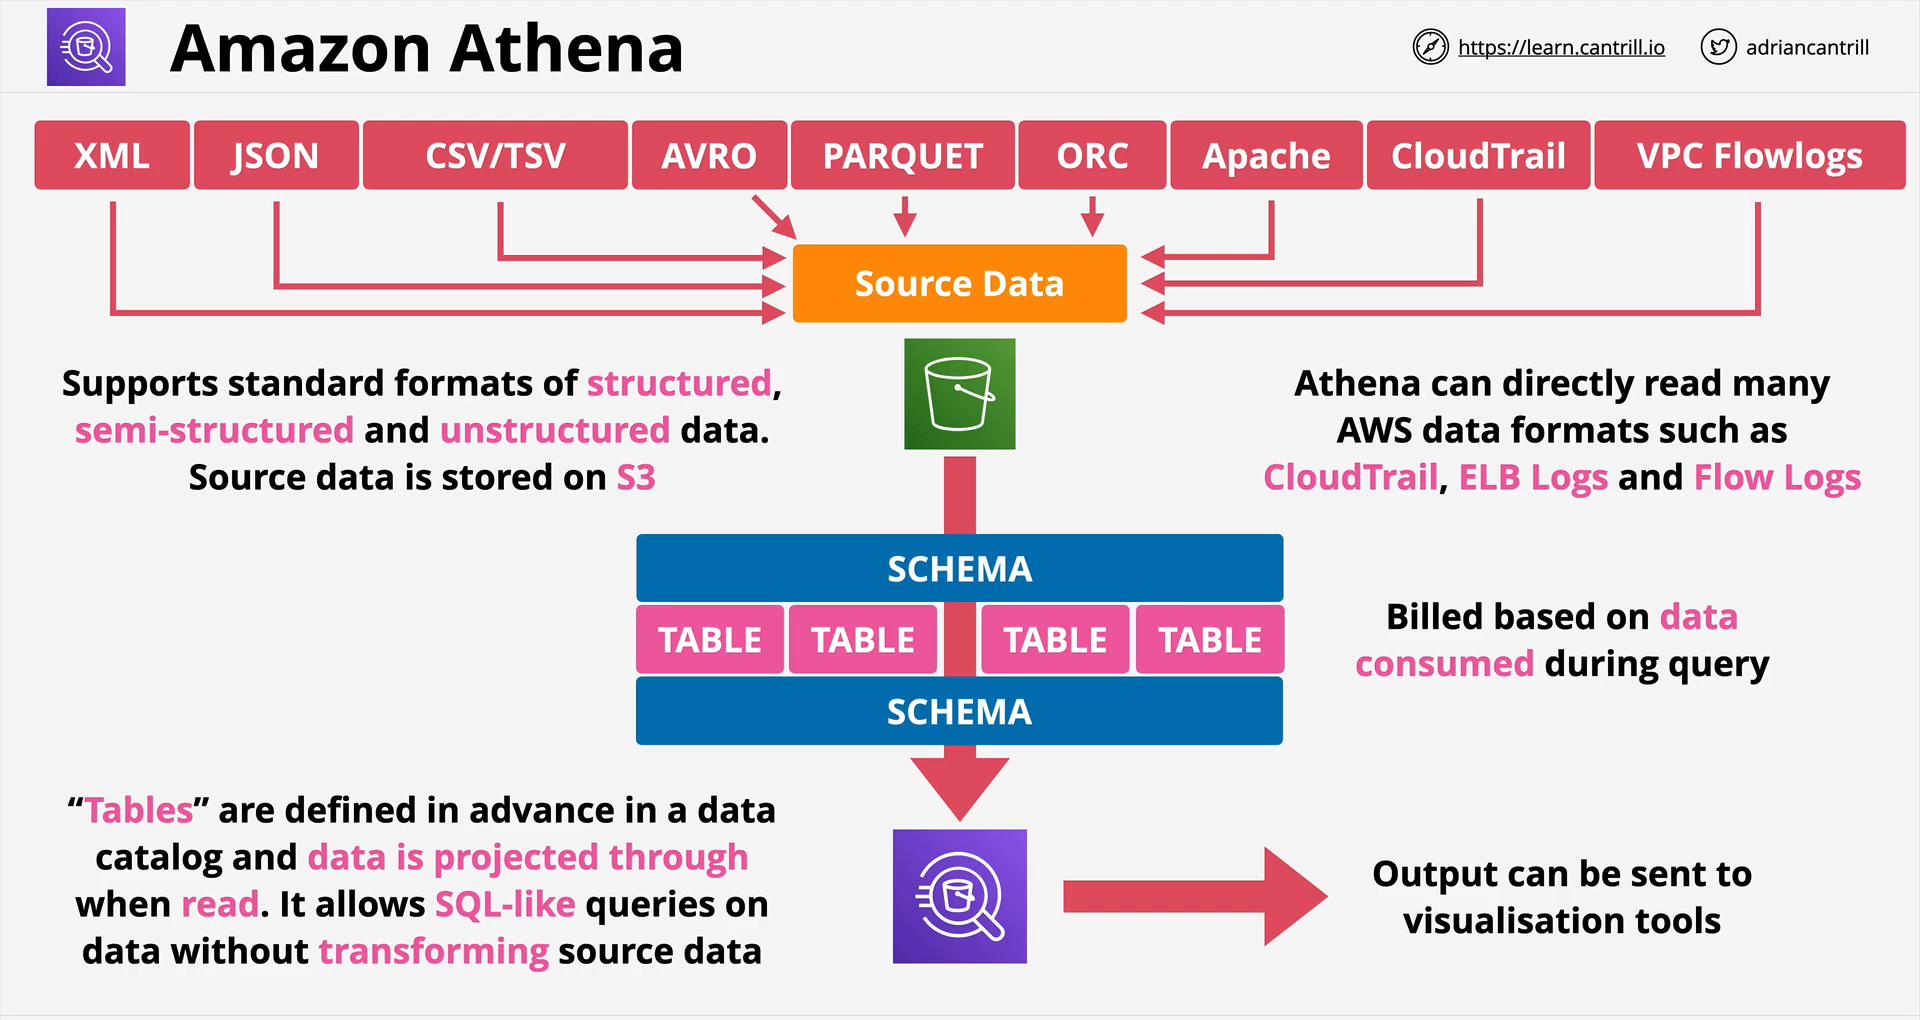 Amazon Athena
https://learn.cantrill.io
adriancantrill
XML
JSON
CSV/TSV
AVRO
PARQUET
ORC
Apache
CloudTrail
VPC Flowlogs
Source Data
Supports standard formats of structured,
semi-structured and unstructured data.
Source data is stored on S3
Athena can directly read many
AWS data formats such as
CloudTrail, ELB Logs and Flow Logs
SCHEMA
TABLE
TABLE
TABLE
TABLE
SCHEMA
Billed based on data
consumed during query
“Tables” are defined in advance in a data
catalog and data is projected through
when read. It allows SQL-like queries on
data without transforming source data
Output can be sent to
visualisation tools